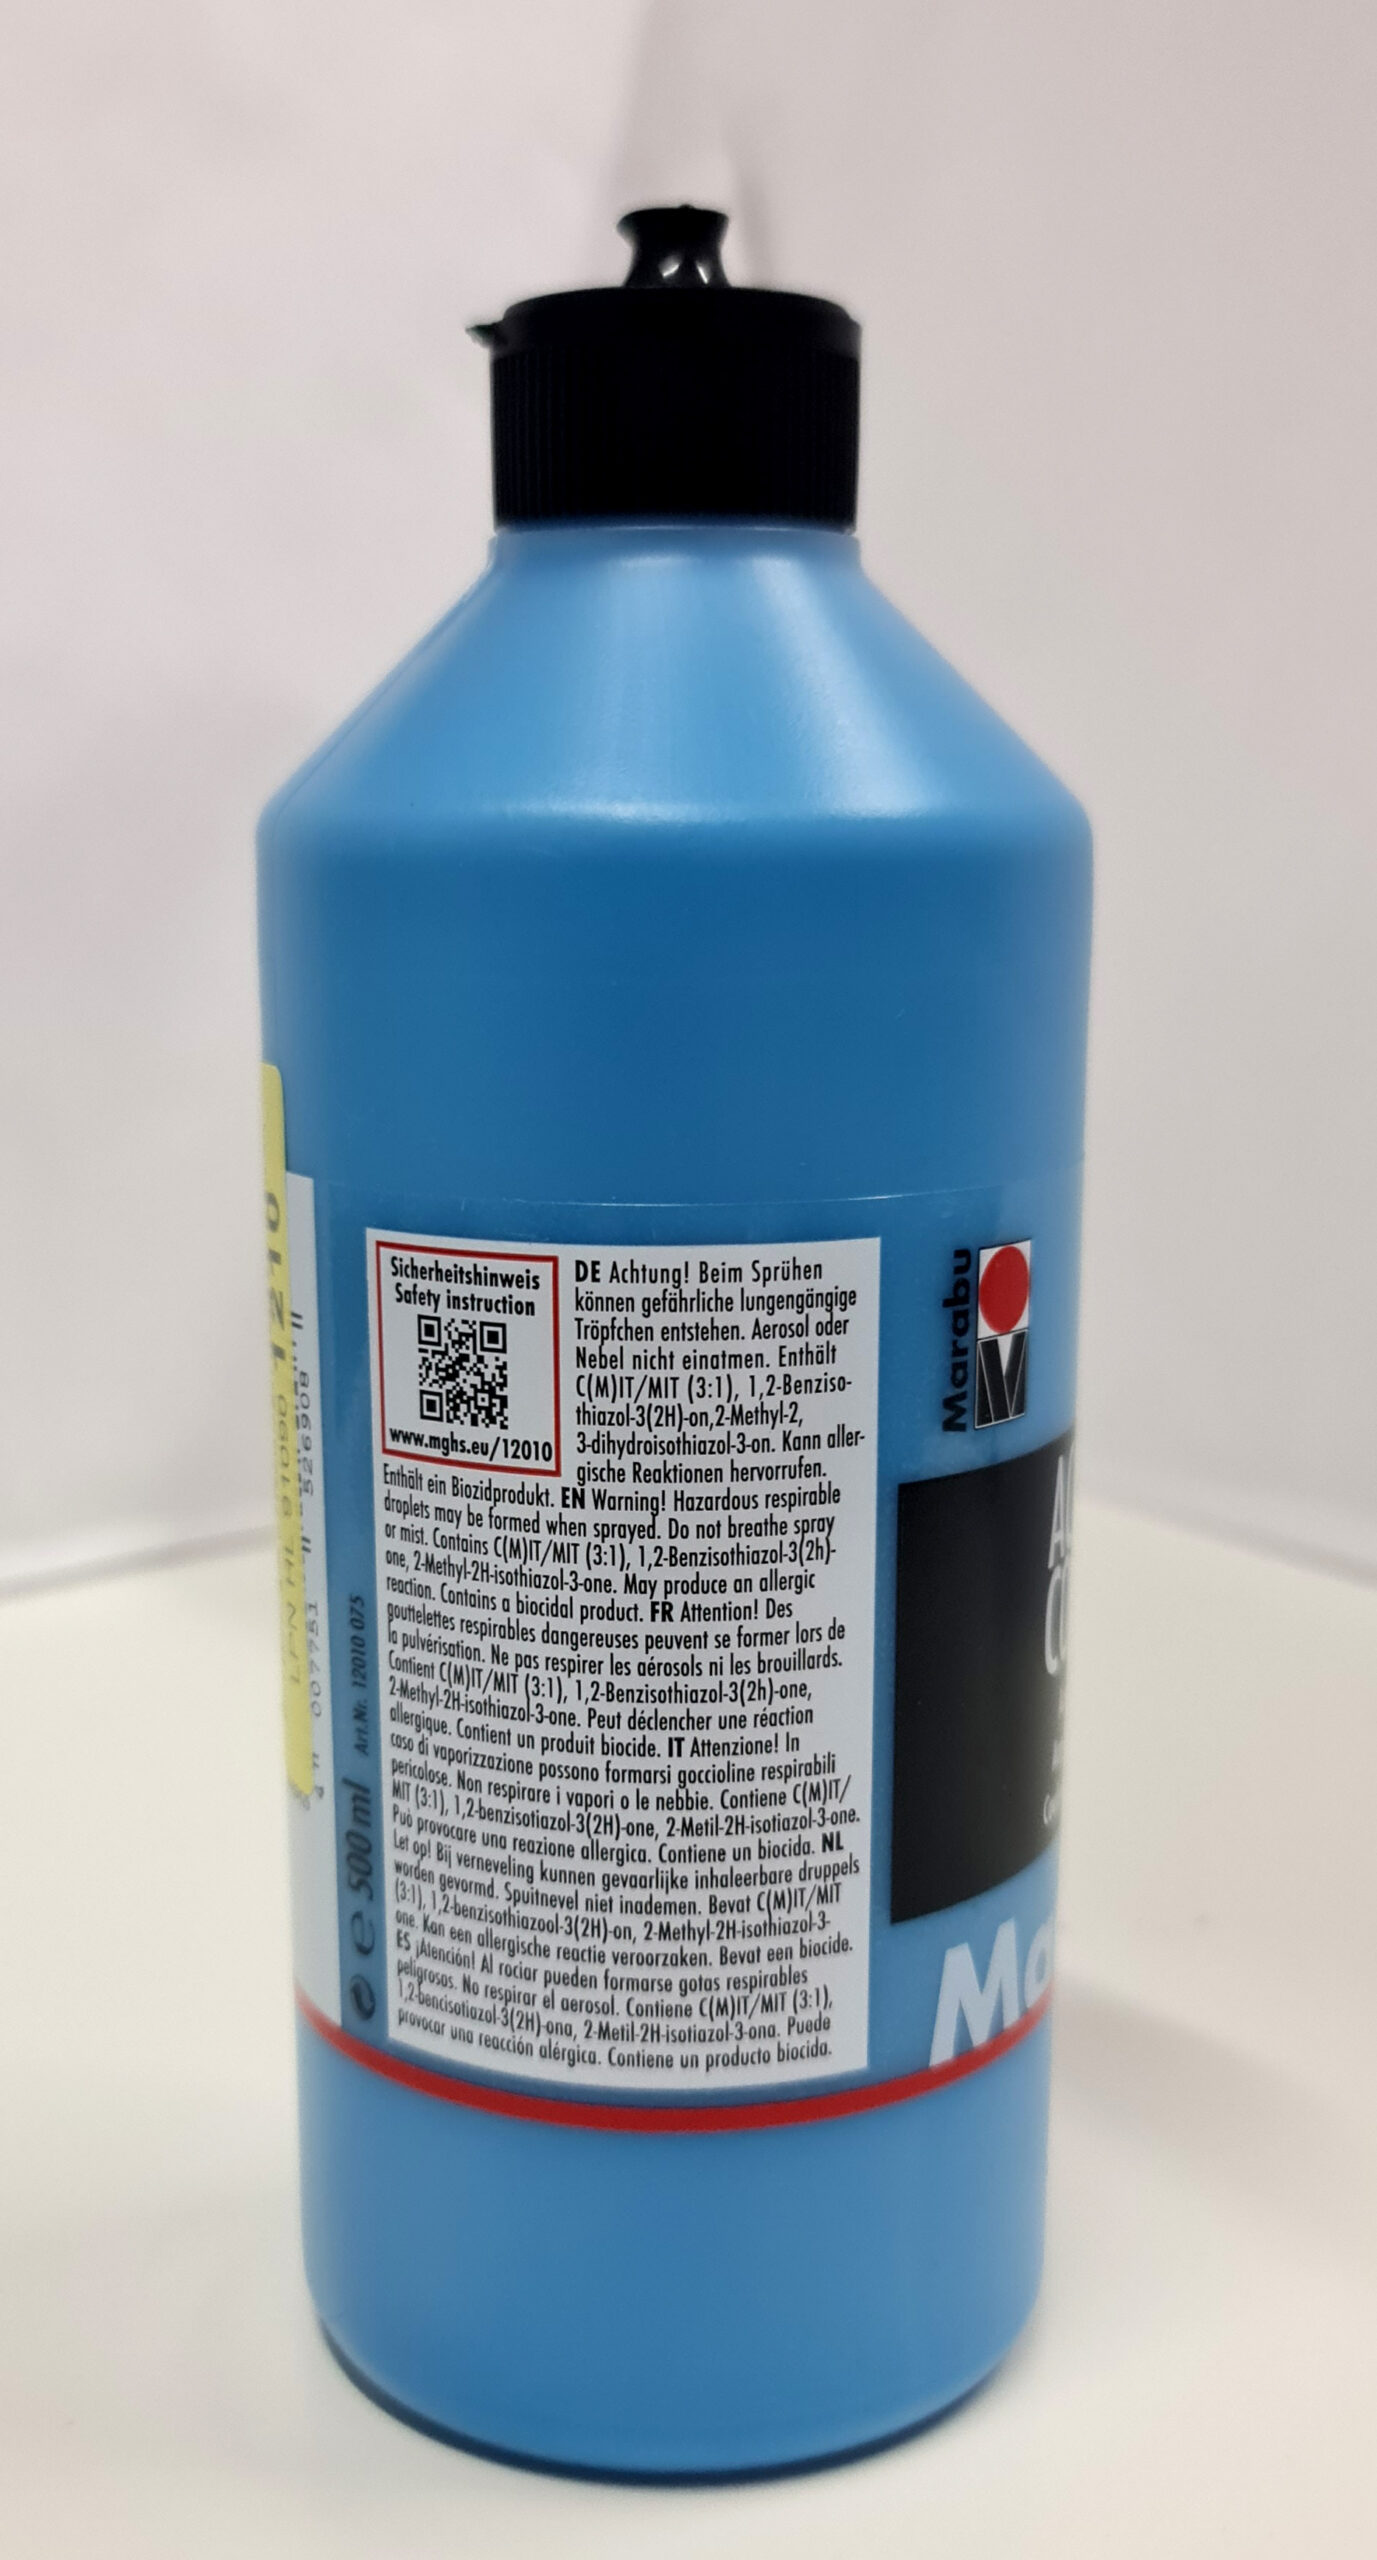 Sicherheitshinweis
Safety instruction
www.mghs.eu/12010
DE Achtung! Beim Sprühen
können gefährliche lungengängige
Tröpfchen entstehen. Aerosol oder
Nebel nicht einatmen. Enthält
C(M)IT/MIT (3:1), 1,2-Benziso-
thiazol-3(2H)-on,2-Methyl-2,
3-dihydroisothiazol-3-on. Kann aller-
gische Reaktionen hervorrufen.
Enthält ein Biozidprodukt. EN Warning! Hazardous respirable
droplets may be formed when sprayed. Do not breathe spray
or mist. Contains C(M)IT/MIT (3:1), 1,2-Benzisothiazol-3(2h)-
one, 2-Methyl-2H-isothiazol-3-one. May produce an allergic
reaction. Contains a biocidal product. FR Attention! Des
gouttelettes respirables dangereuses peuvent se former lors de
la pulvérisation. Ne pas respirer les aérosols ni les brouillards.
Contient C(M)IT/MIT (3:1), 1,2-Benzisothiazol-3(2h)-one,
2-Methyl-2H-isothiazol-3-one. Peut déclencher une réaction
allergique. Contient un produit biocide. IT Attenzione! In
caso di vaporizzazione possono formarsi goccioline respirabili
pericolose. Non respirare i vapori o le nebbie. Contiene C(M)IT/
MIT (3:1), 1,2-benzisotiazol-3(2H)-one, 2-Metil-2H-isotiazol-3-one.
Può provocare una reazione allergica. Contiene un biocida. NL
Let op! Bij verneveling kunnen gevaarlijke inhaleerbare druppels
worden gevormd. Spuitnevel niet inademen. Bevat C(M)IT/MIT
(3:1), 1,2-benzisothiazool-3(2H)-on, 2-Methyl-2H-isothiazol-3-
one. Kan een allergische reactie veroorzaken. Bevat een biocide.
ES ¡Atención! Al rociar pueden formarse gotas respirables
peligrosos. No respirar el aerosol. Contiene C(M)IT/MIT (3:1),
1,2-bencisotiazol-3(2H)-ona, 2-Metil-2H-isotiazol-3-ona. Puede
provocar una reacción alérgica. Contiene un producto biocida.
e 500 ml Art.Nr. 12010 075
Marabu